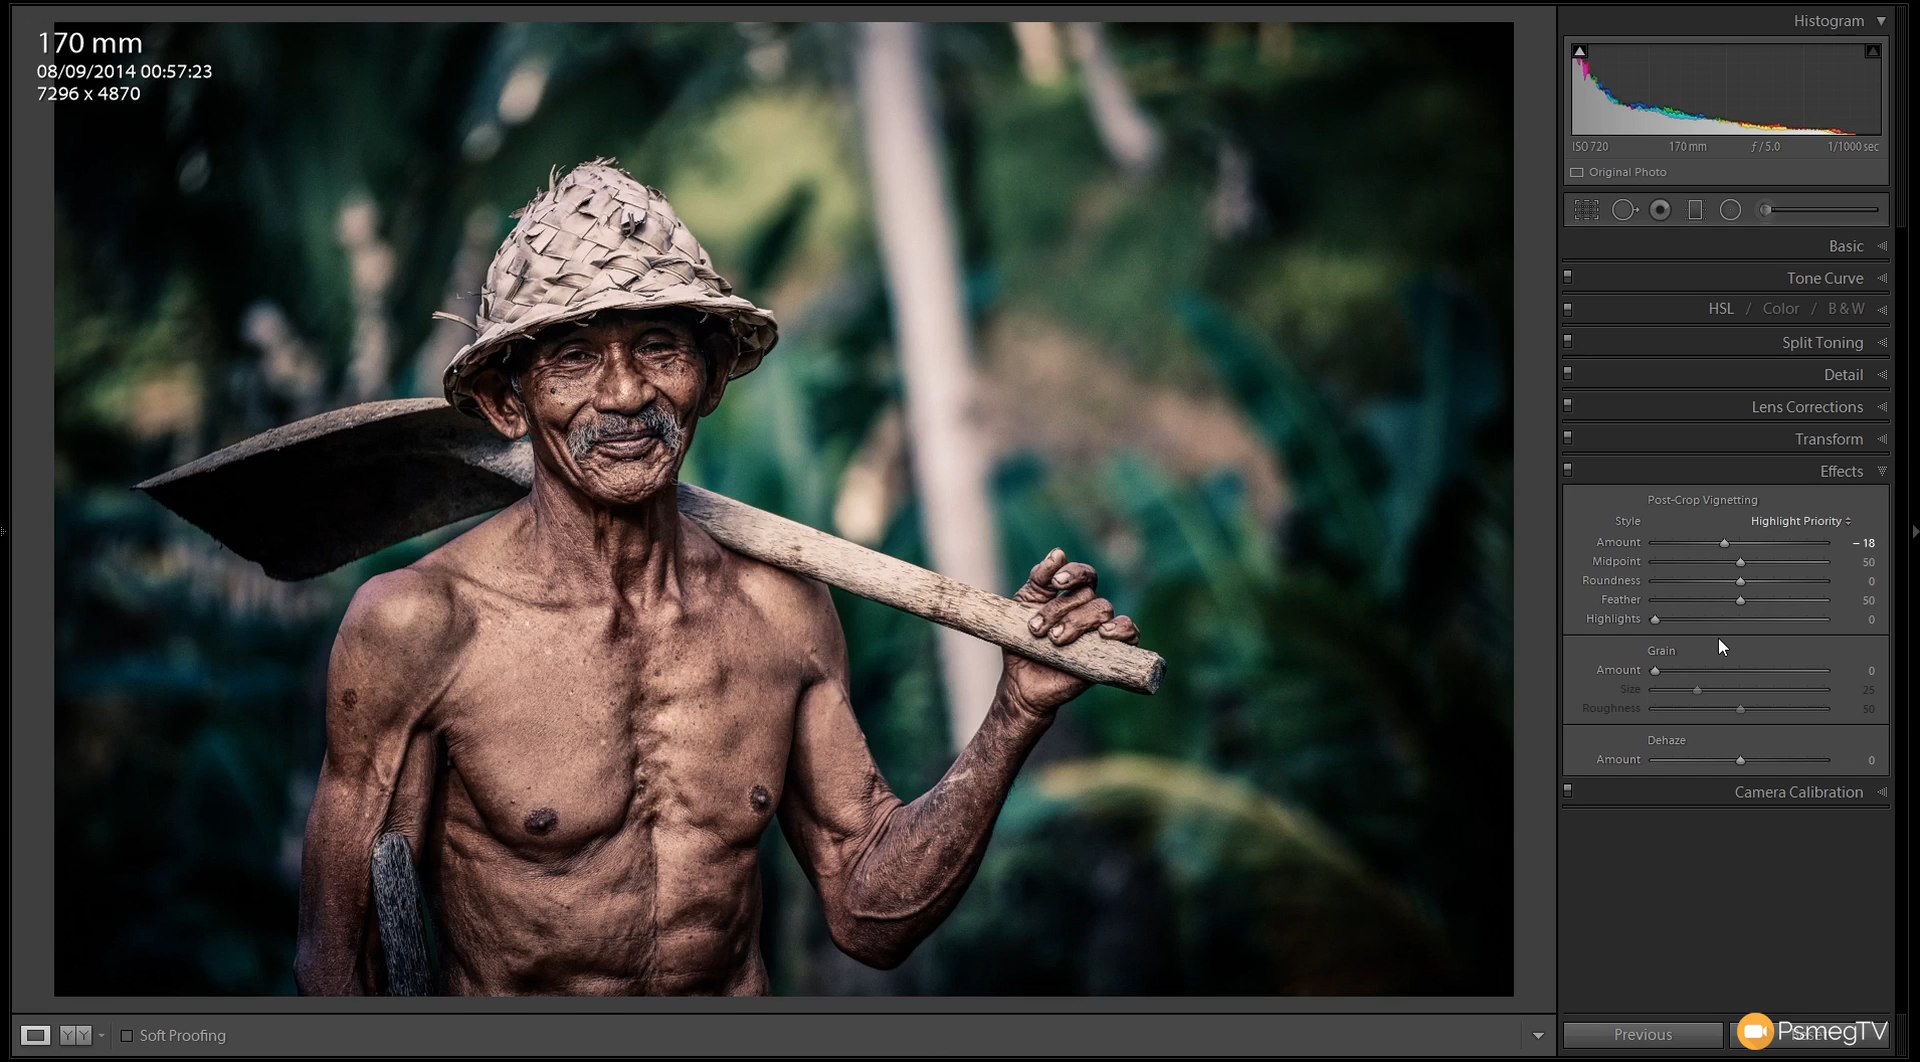 170 mm
08/09/2014 00:57:23
7296 x 4870
Histogram
ISO 720 170 mm ƒ / 5.0 1/1000 sec
Original Photo
Basic
Tone Curve
HSL / Color / B & W
Split Toning
Detail
Lens Corrections
Transform
Effects
Post-Crop Vignetting
Style Highlight Priority
Amount – 18
Midpoint 50
Roundness 0
Feather 50
Highlights 0
Grain
Amount 0
Size 25
Roughness 50
Dehaze
Amount 0
Camera Calibration
Y Y Soft Proofing
Previous PsmegTV